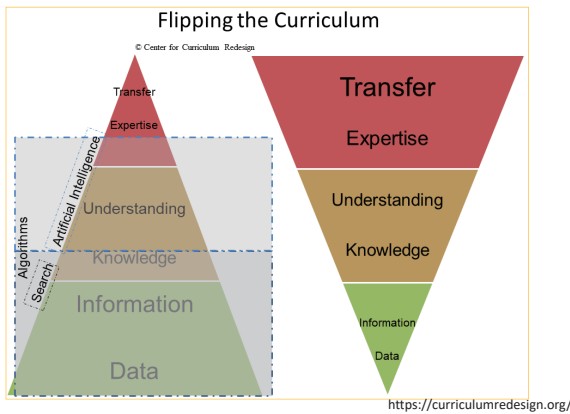 Flipping the Curriculum
© Center for Curriculum Redesign
Transfer
Expertise
Understanding
Knowledge
Information
Data
Algorithms
Artificial Intelligence
Search
Transfer
Expertise
Understanding
Knowledge
Information
Data
https://curriculumredesign.org/